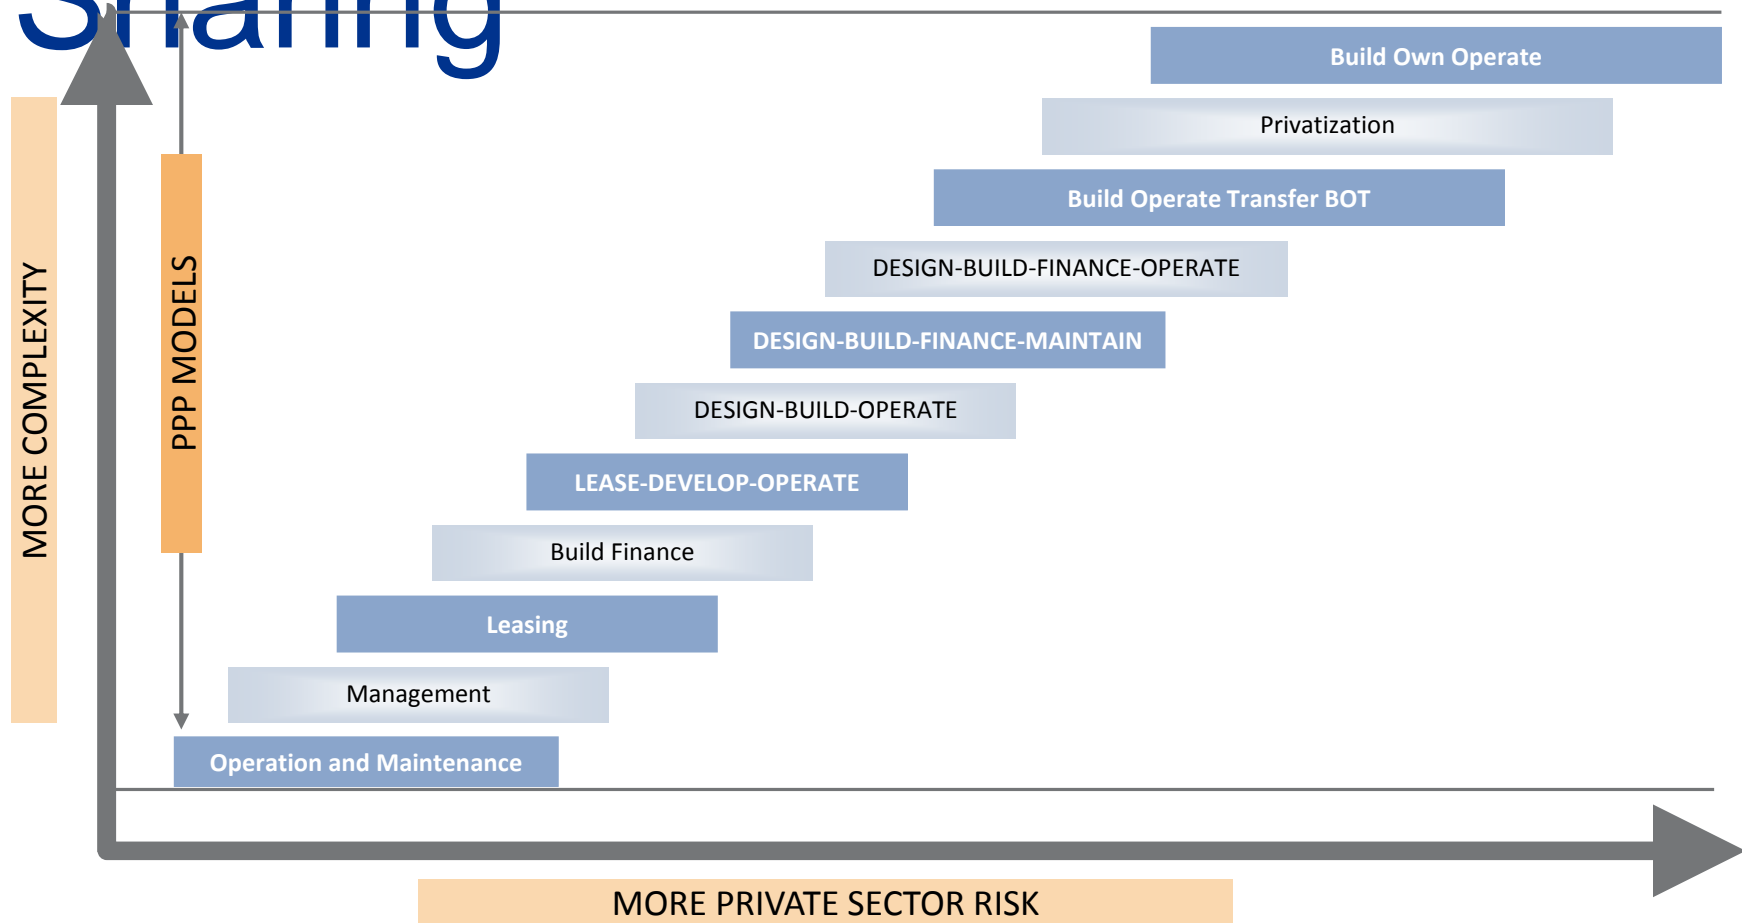 Sharing
Build Own Operate
Privatization
Build Operate Transfer BOT
DESIGN-BUILD-FINANCE-OPERATE
DESIGN-BUILD-FINANCE-MAINTAIN
DESIGN-BUILD-OPERATE
LEASE-DEVELOP-OPERATE
Build Finance
Leasing
Management
Operation and Maintenance
MORE COMPLEXITY
PPP MODELS
MORE PRIVATE SECTOR RISK